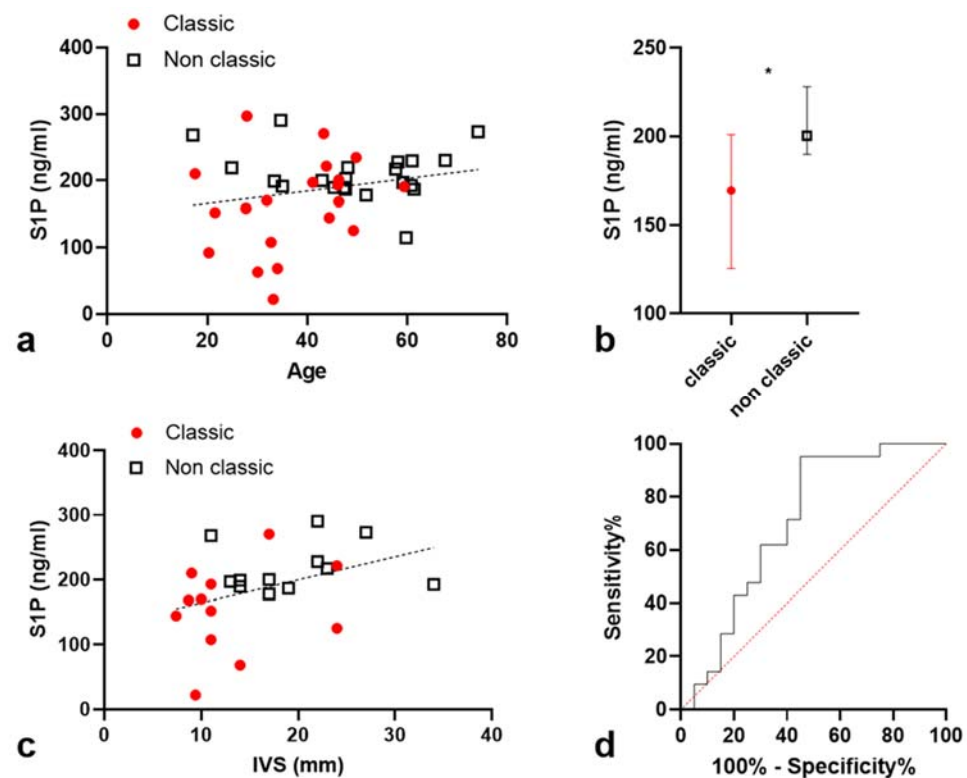 Classic
Non classic
400
300
200
100
0
S1P (ng/ml)
0
20
40
60
80
Age
a
250
200
150
100
S1P (ng/ml)
*
classic
non classic
b
Classic
Non classic
400
300
200
100
0
S1P (ng/ml)
0
10
20
30
40
IVS (mm)
c
100
80
60
40
20
0
Sensitivity%
0
20
40
60
80
100
100% - Specificity%
d